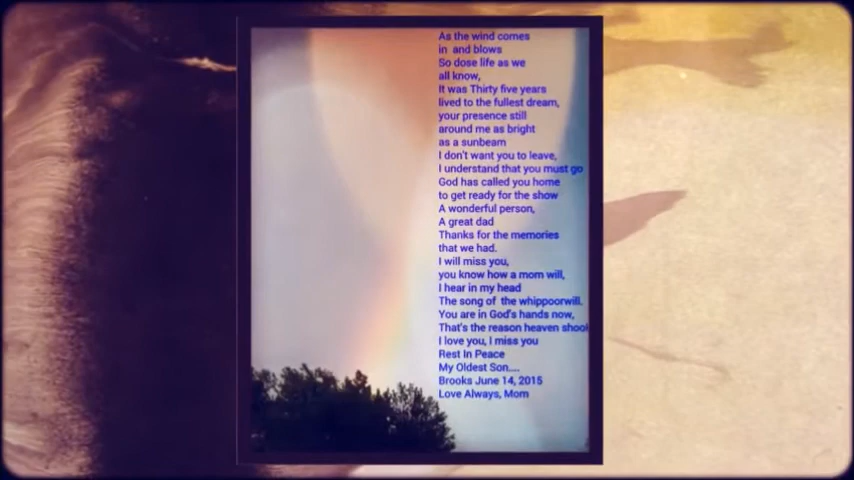 As the wind comes
in and blows
So dose life as we
all know,
It was Thirty five years
lived to the fullest dream,
your presence still
around me as bright
as a sunbeam
I don't want you to leave,
I understand that you must go
God has called you home
to get ready for the show
A wonderful person,
A great dad
Thanks for the memories
that we had.
I will miss you,
you know how a mom will,
I hear in my head
The song of the whippoorwill.
You are in God's hands now,
That's the reason heaven shook
I love you, I miss you
Rest In Peace
My Oldest Son....
Brooks June 14, 2015
Love Always, Mom